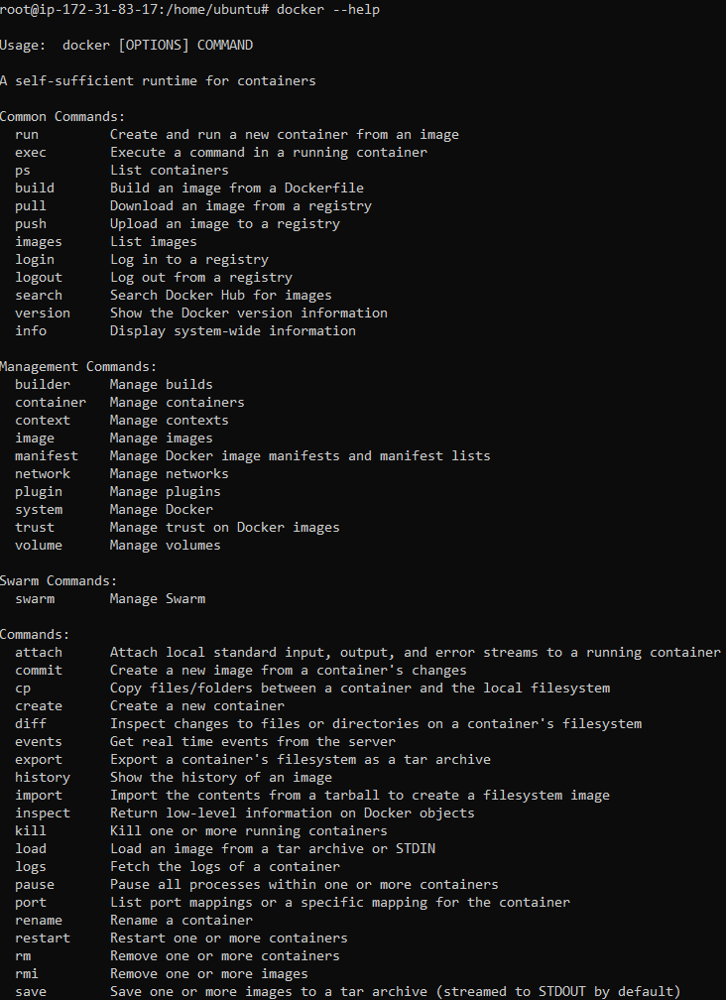 root@ip-172-31-83-17:/home/ubuntu# docker --help
Usage:  docker [OPTIONS] COMMAND
A self-sufficient runtime for containers
Common Commands:
  run         Create and run a new container from an image
  exec        Execute a command in a running container
  ps          List containers
  build       Build an image from a Dockerfile
  pull        Download an image from a registry
  push        Upload an image to a registry
  images      List images
  login       Log in to a registry
  logout      Log out from a registry
  search      Search Docker Hub for images
  version     Show the Docker version information
  info        Display system-wide information
Management Commands:
  builder     Manage builds
  container   Manage containers
  context     Manage contexts
  image       Manage images
  manifest    Manage Docker image manifests and manifest lists
  network     Manage networks
  plugin      Manage plugins
  system      Manage Docker
  trust       Manage trust on Docker images
  volume      Manage volumes
Swarm Commands:
  swarm       Manage Swarm
Commands:
  attach      Attach local standard input, output, and error streams to a running container
  commit      Create a new image from a container's changes
  cp          Copy files/folders between a container and the local filesystem
  create      Create a new container
  diff        Inspect changes to files or directories on a container's filesystem
  events      Get real time events from the server
  export      Export a container's filesystem as a tar archive
  history     Show the history of an image
  import      Import the contents from a tarball to create a filesystem image
  inspect     Return low-level information on Docker objects
  kill        Kill one or more running containers
  load        Load an image from a tar archive or STDIN
  logs        Fetch the logs of a container
  pause       Pause all processes within one or more containers
  port        List port mappings or a specific mapping for the container
  rename      Rename a container
  restart     Restart one or more containers
  rm          Remove one or more containers
  rmi         Remove one or more images
  save        Save one or more images to a tar archive (streamed to STDOUT by default)